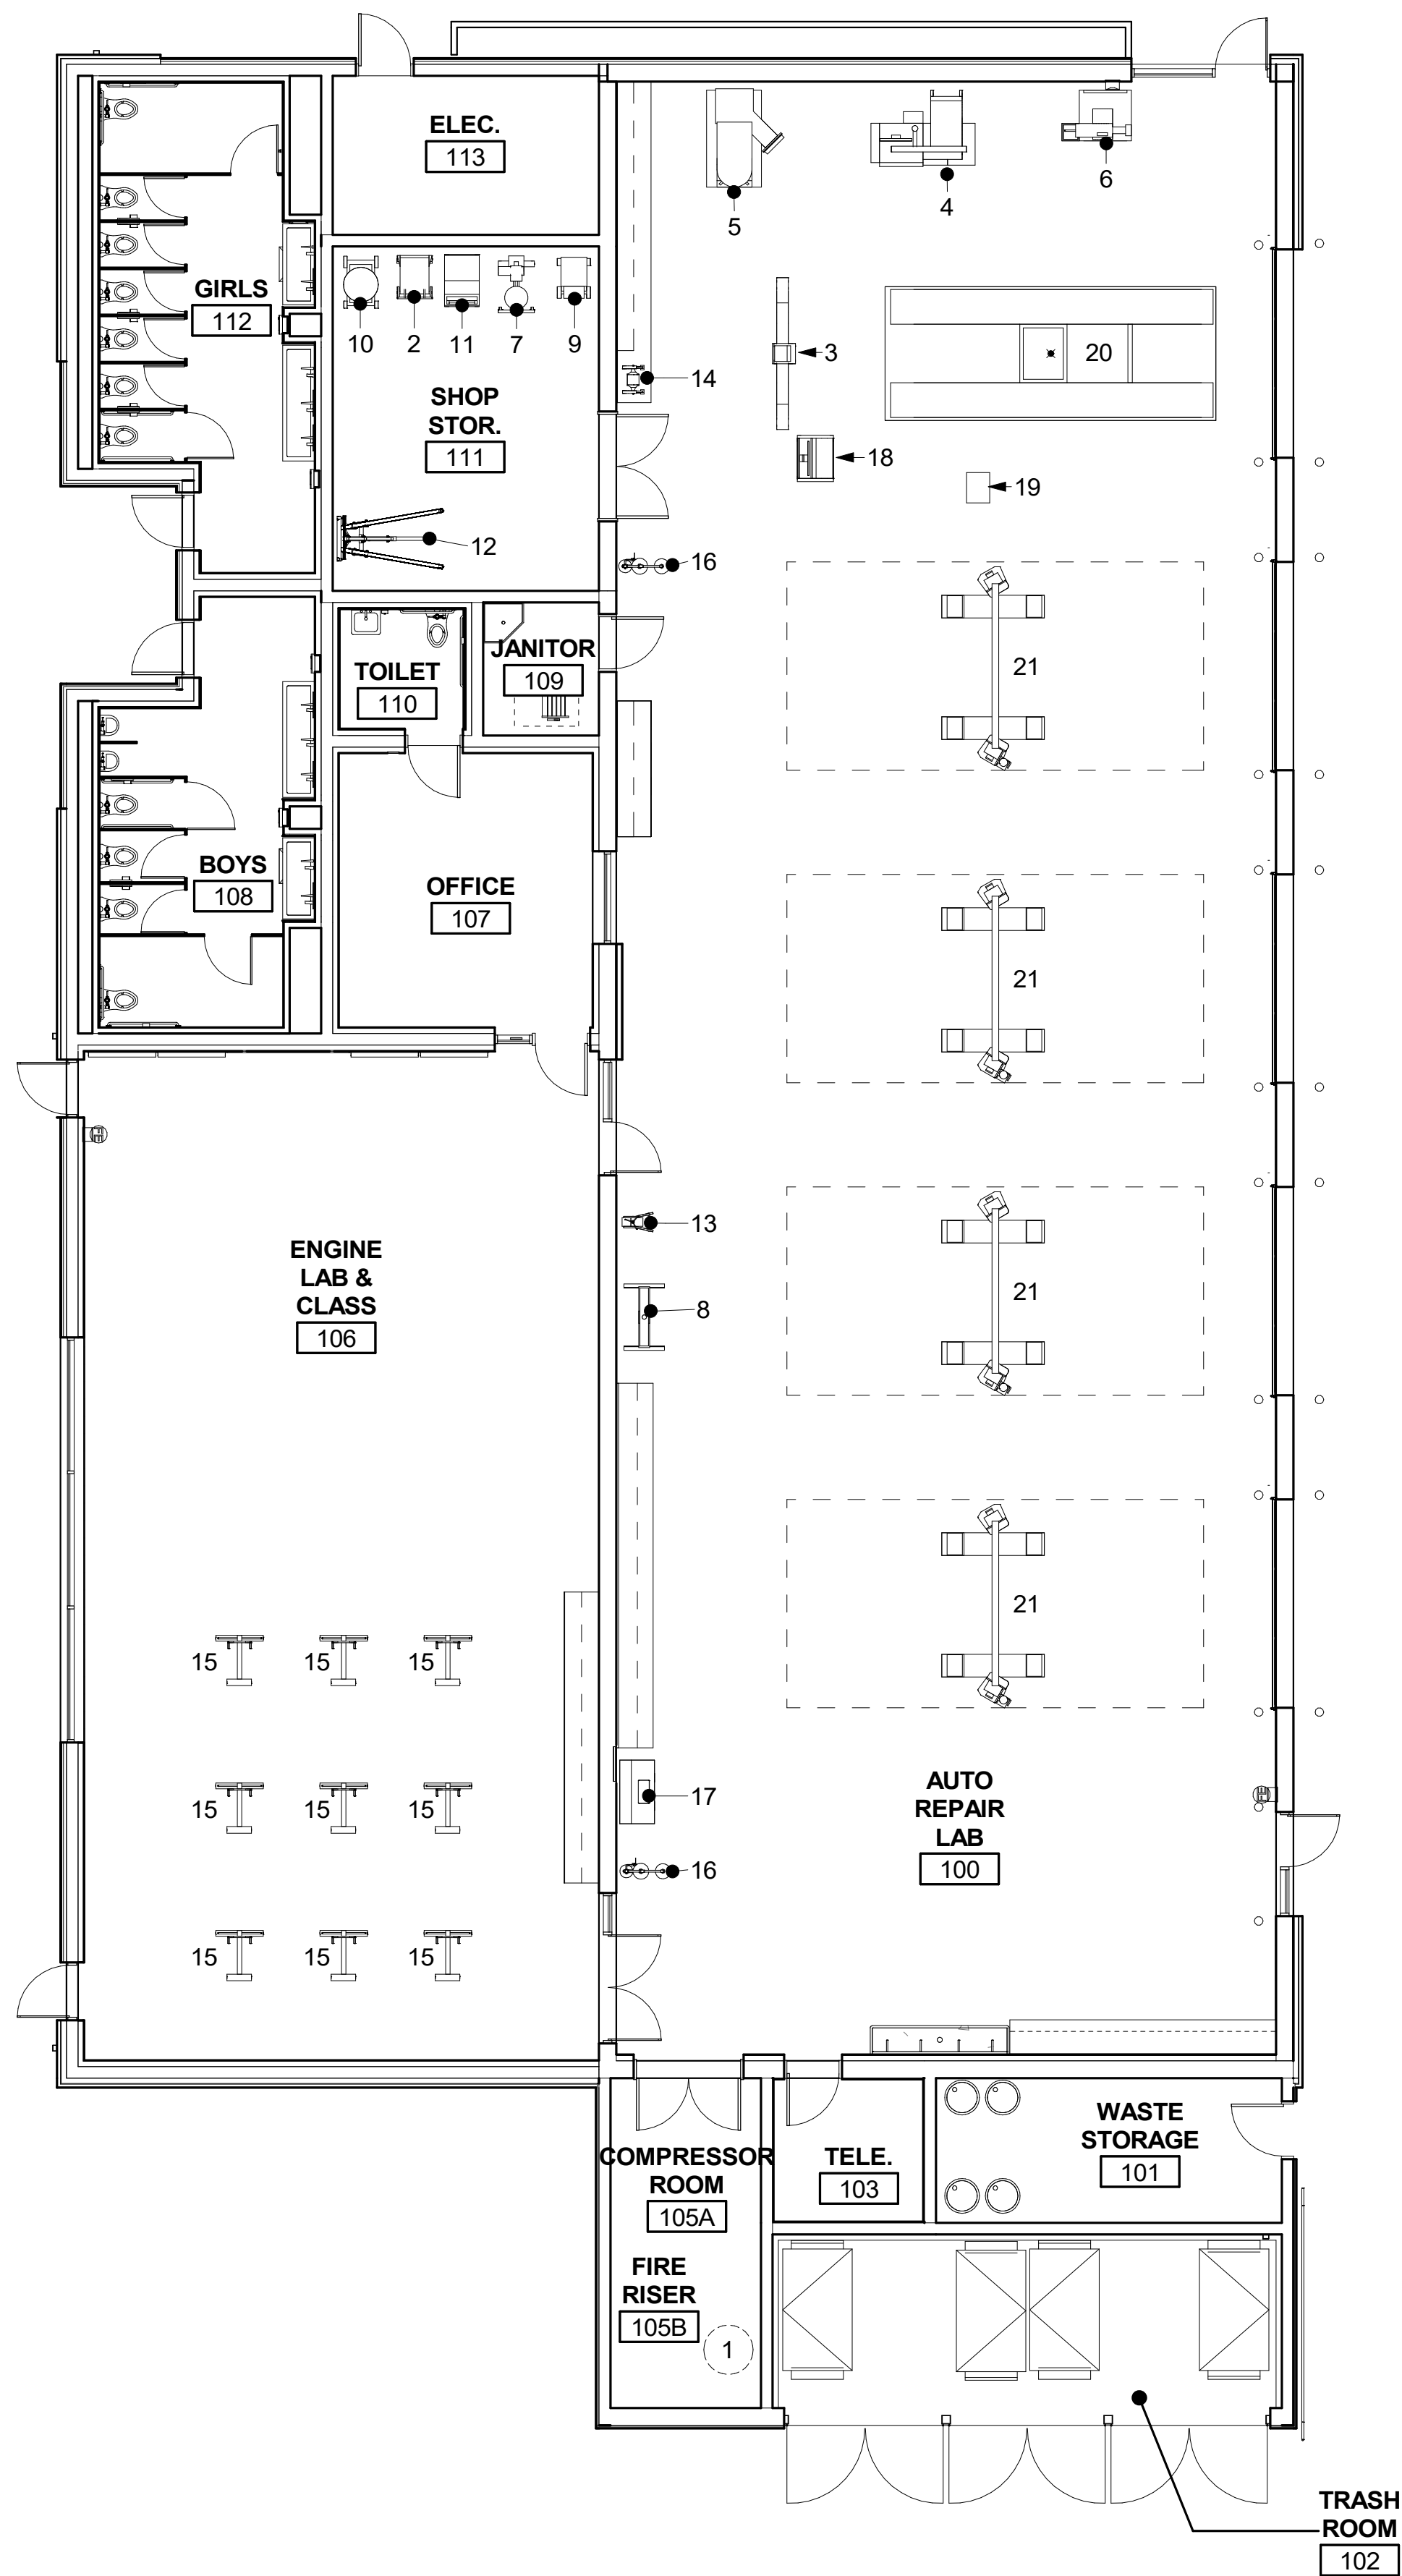 ELEC.
113
6
4
5
GIRLS
112
10
2
11
7
9
3
20
14
SHOP
STOR.
111
18
19
12
16
JANITOR
109
TOILET
110
21
BOYS
108
OFFICE
107
21
FE
13
ENGINE
LAB &
CLASS
106
8
21
21
15
15
15
17
AUTO
REPAIR
LAB
100
FE
15
15
15
16
15
15
15
WASTE
STORAGE
101
COMPRESSOR
ROOM
105A
TELE.
103
FIRE
RISER
105B
1
TRASH
ROOM
102